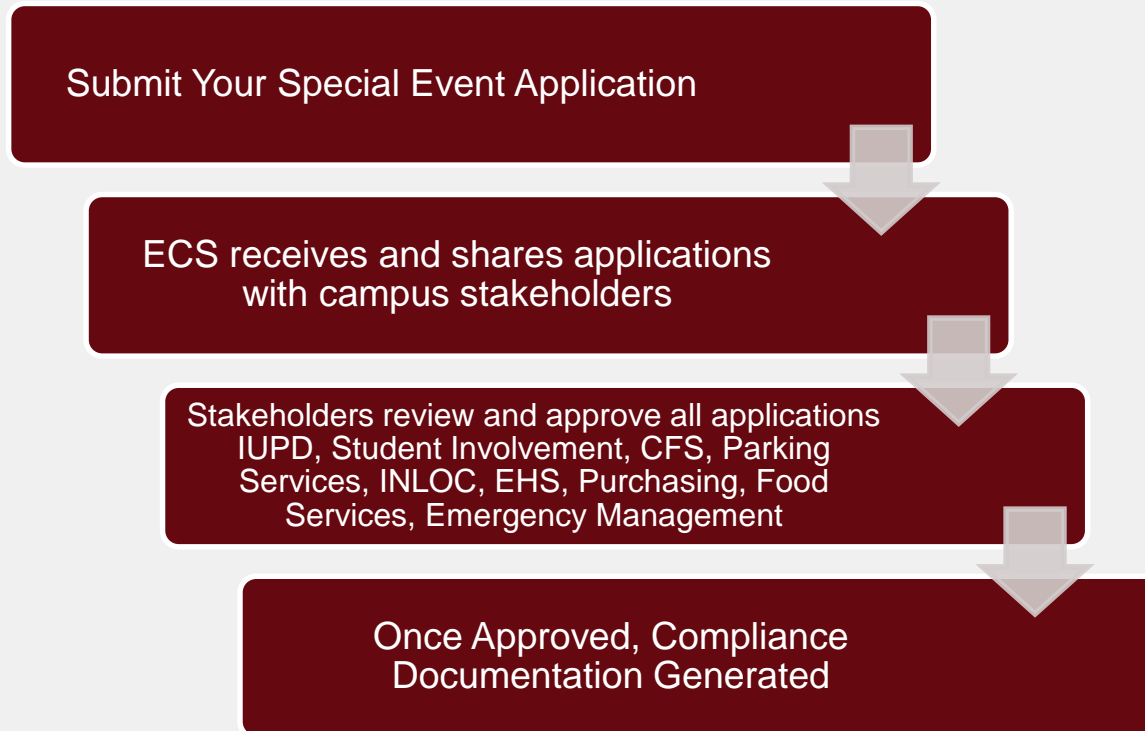 Submit Your Special Event Application
ECS receives and shares applications
with campus stakeholders
Stakeholders review and approve all applications
IUPD, Student Involvement, CFS, Parking
Services, INLOC, EHS, Purchasing, Food
Services, Emergency Management
Once Approved, Compliance
Documentation Generated